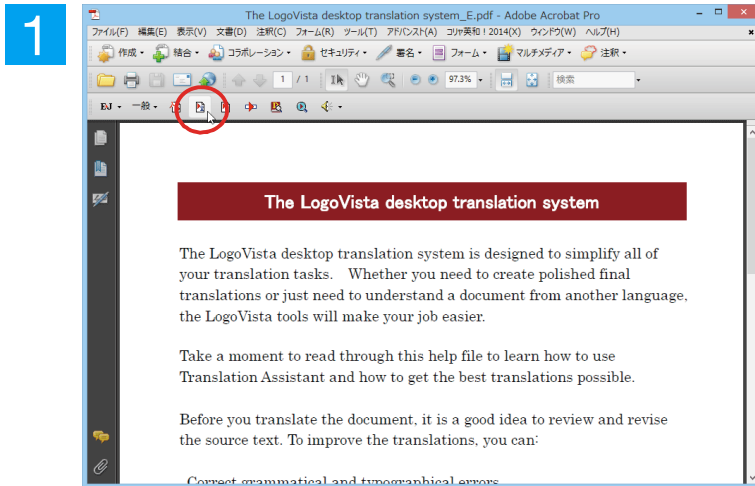 1
The LogoVista desktop translation system_E.pdf - Adobe Acrobat Pro
ファイル(F) 編集(E) 表示(V) 文書(D) 注釈(C) フォーム(R) ツール(T) アドバンスト(A) コリャ英和！2014(X) ウィンドウ(W) ヘルプ(H)
作成 結合 コラボレーション セキュリティ 署名 フォーム マルチメディア 注釈
1 / 1 97.3% 検索
EJ 一般
The LogoVista desktop translation system
The LogoVista desktop translation system is designed to simplify all of
your translation tasks. Whether you need to create polished final
translations or just need to understand a document from another language,
the LogoVista tools will make your job easier.
Take a moment to read through this help file to learn how to use
Translation Assistant and how to get the best translations possible.
Before you translate the document, it is a good idea to review and revise
the source text. To improve the translations, you can:
Correct grammatical and typographical errors